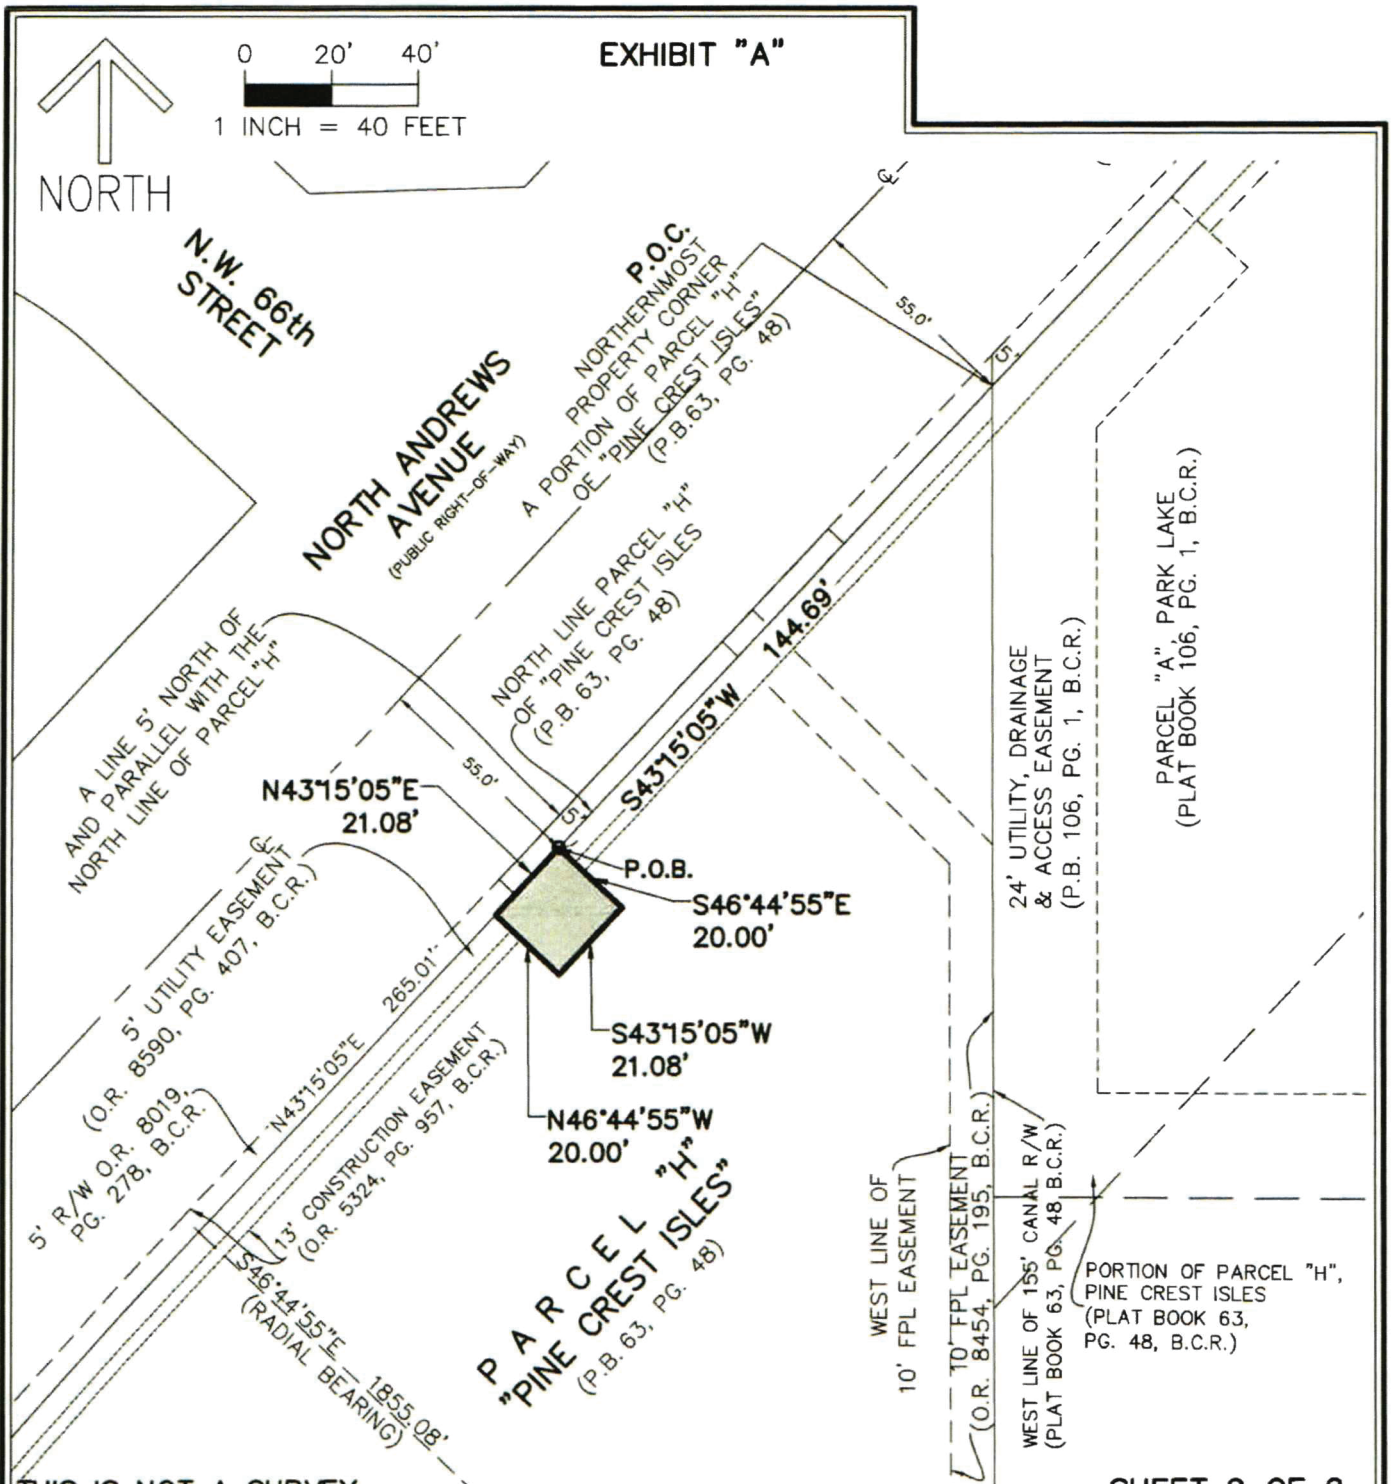 EXHIBIT "A"
0 20' 40'
1 INCH = 40 FEET
NORTH
N.W. 66th
STREET
NORTH ANDREWS
AVENUE
(PUBLIC RIGHT-OF-WAY)
P.O.C.
NORTHERNMOST
PROPERTY CORNER
A PORTION OF PARCEL "H"
OF "PINE CREST ISLES"
(P.B.63, PG. 48)
℄
55.0'
5'
NORTH LINE PARCEL "H"
OF "PINE CREST ISLES
(P.B. 63, PG. 48)
144.69'
S43°15'05"W
A LINE 5' NORTH OF
AND PARALLEL WITH THE
NORTH LINE OF PARCEL "H"
55.0'
5'
N43°15'05"E
21.08'
P.O.B.
S46°44'55"E
20.00'
S43°15'05"W
21.08'
N46°44'55"W
20.00'
℄
5' UTILITY EASEMENT
(O.R. 8590, PG. 407, B.C.R.)
265.01'
N43°15'05"E
5' R/W O.R. 8019,
PG. 278, B.C.R.
13' CONSTRUCTION EASEMENT
(O.R. 5324, PG. 957, B.C.R.)
S46°44'55"E 1855.08'
(RADIAL BEARING)
PARCEL "H"
"PINE CREST ISLES"
(P.B. 63, PG. 48)
24' UTILITY, DRAINAGE
& ACCESS EASEMENT
(P.B. 106, PG. 1, B.C.R.)
PARCEL "A", PARK LAKE
(PLAT BOOK 106, PG. 1, B.C.R.)
WEST LINE OF
10' FPL EASEMENT
10' FPL EASEMENT
(O.R. 8454, PG. 195, B.C.R.)
WEST LINE OF 155' CANAL R/W
(PLAT BOOK 63, PG. 48 B.C.R.)
PORTION OF PARCEL "H",
PINE CREST ISLES
(PLAT BOOK 63,
PG. 48, B.C.R.)
THIS IS NOT A SURVEY
SHEET 2 OF 2